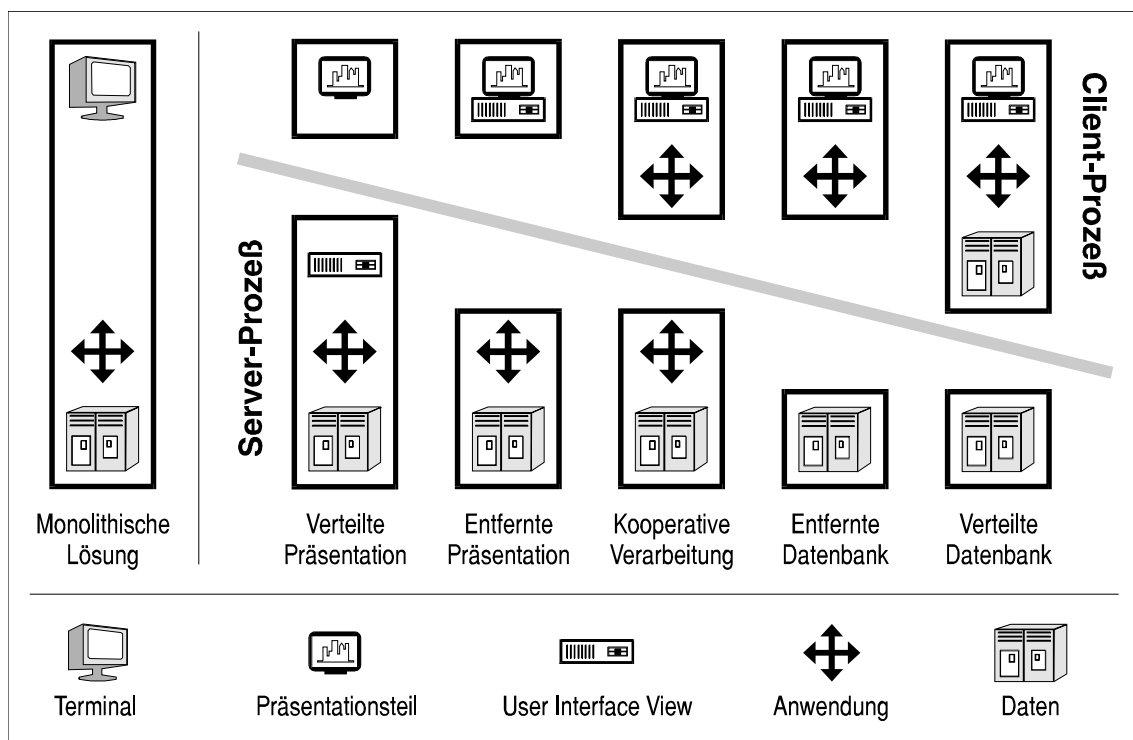 Client-Prozeß
Server-Prozeß
Monolithische
Lösung
Verteilte
Präsentation
Entfernte
Präsentation
Kooperative
Verarbeitung
Entfernte
Datenbank
Verteilte
Datenbank
Terminal
Präsentationsteil
User Interface View
Anwendung
Daten